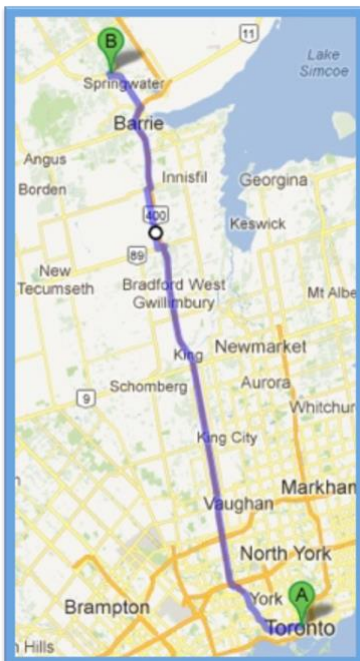 B
11
Lake
Simcoe
Springwater
Barrie
Angus
Innisfil
Georgina
Borden
400
Keswick
89
New
Tecumseth
Bradford West
Gwillimbury
Mt Albe
King
Newmarket
Schomberg
Aurora
9
Whitchur
King City
Markham
Vaughan
North York
A
York
Brampton
Toronto
n Hills